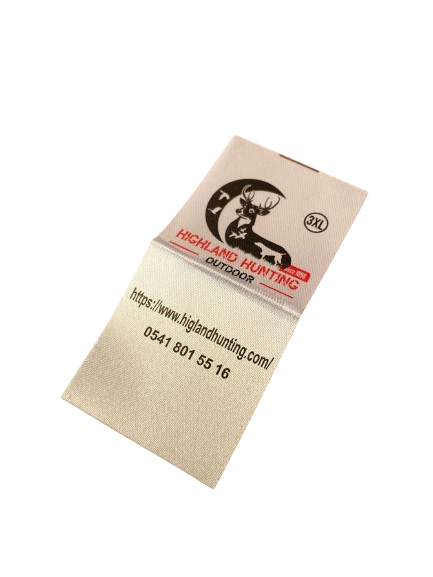 3XL
HIGHLAND HUNTING
OUTDOOR
https://www.higlandhunting.com/
0541 801 55 16